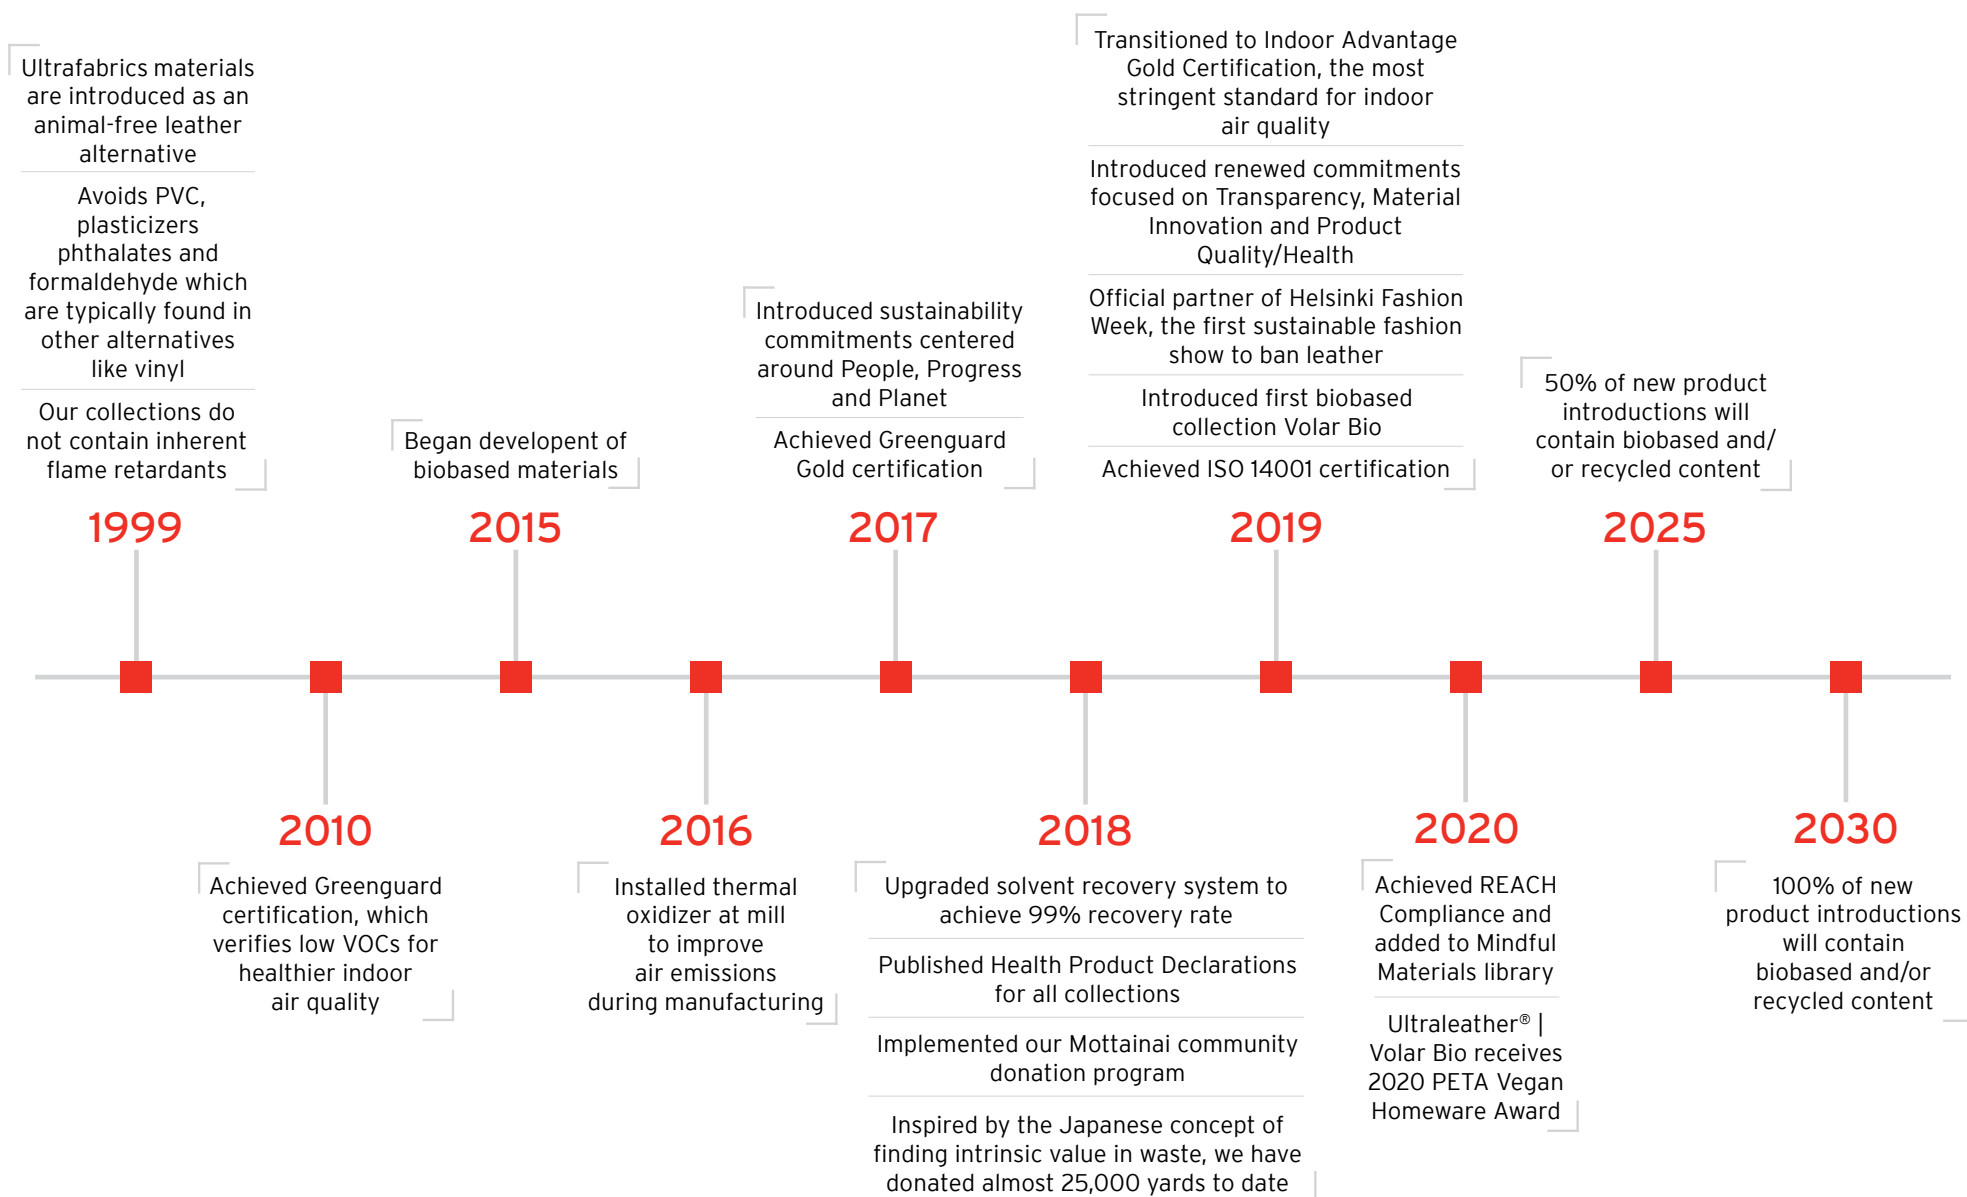 Ultrafabrics materials
are introduced as an
animal-free leather
alternative
Avoids PVC,
plasticizers
phthalates and
formaldehyde which
are typically found in
other alternatives
like vinyl
Our collections do
not contain inherent
flame retardants
1999
Achieved Greenguard
certification, which
verifies low VOCs for
healthier indoor
air quality
2010
Began developent of
biobased materials
2015
2016
Installed thermal
oxidizer at mill
to improve
air emissions
during manufacturing
Introduced sustainability
commitments centered
around People, Progress
and Planet
Achieved Greenguard
Gold certification
2017
2018
Upgraded solvent recovery system to
achieve 99% recovery rate
Published Health Product Declarations
for all collections
Implemented our Mottainai community
donation program
Inspired by the Japanese concept of
finding intrinsic value in waste, we have
donated almost 25,000 yards to date
Transitioned to Indoor Advantage
Gold Certification, the most
stringent standard for indoor
air quality
Introduced renewed commitments
focused on Transparency, Material
Innovation and Product
Quality/Health
Official partner of Helsinki Fashion
Week, the first sustainable fashion
show to ban leather
Introduced first biobased
collection Volar Bio
Achieved ISO 14001 certification
2019
2020
Achieved REACH
Compliance and
added to Mindful
Materials library
Ultraleather® |
Volar Bio receives
2020 PETA Vegan
Homeware Award
50% of new product
introductions will
contain biobased and/
or recycled content
2025
2030
100% of new
product introductions
will contain
biobased and/or
recycled content